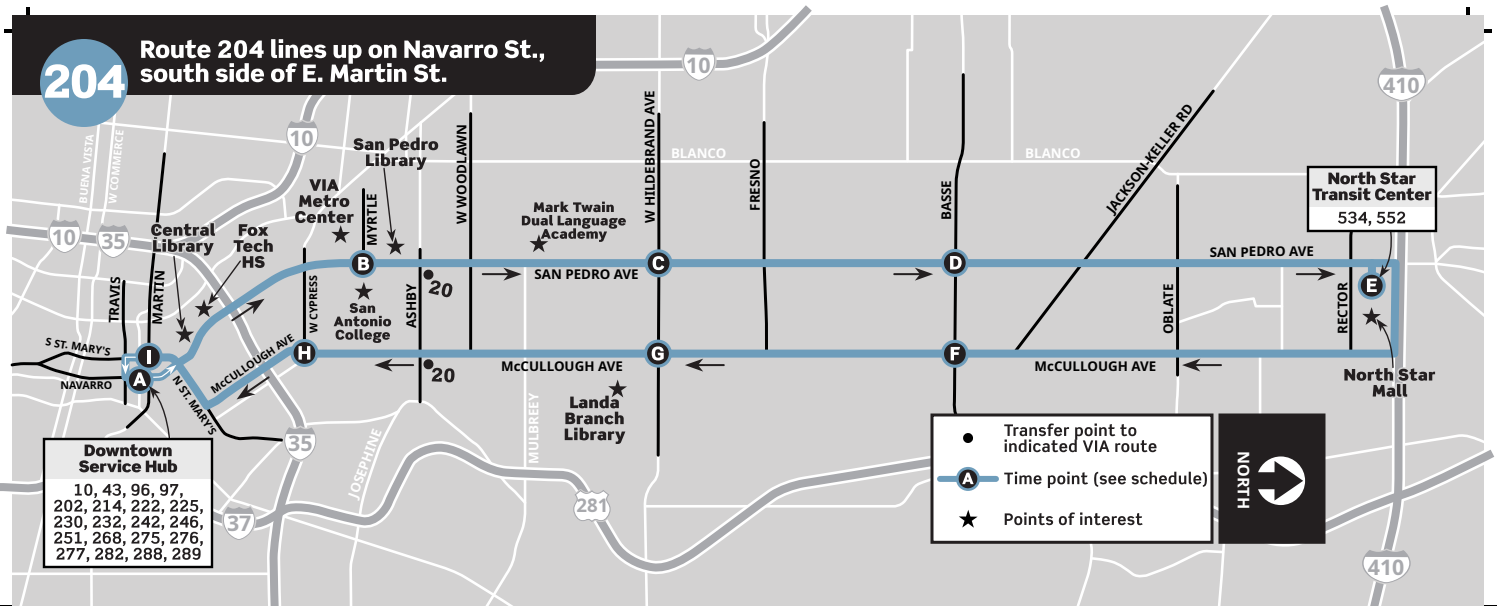 204
Route 204 lines up on Navarro St.,
south side of E. Martin St.
10
410
BUENA VISTA
W COMMERCE
10
San Pedro
Library
W WOODLAWN
W HILDEBRAND AVE
BLANCO
FRESNO
BASSE
BLANCO
JACKSON-KELLER RD
North Star
Transit Center
534, 552
VIA
Metro
Center
MYRTLE
Mark Twain
Dual Language
Academy
10
35
Central
Library
Fox
Tech
HS
B
C
D
SAN PEDRO AVE
SAN PEDRO AVE
E
TRAVIS
MARTIN
W CYPRESS
San
Antonio
College
ASHBY
20
OBLATE
RECTOR
S ST. MARY'S
I
A
NAVARRO
N ST. MARY'S
McCULLOUGH AVE
H
G
F
McCULLOUGH AVE
McCULLOUGH AVE
20
North Star
Mall
Landa
Branch
Library
MULBREEY
JOSEPHINE
35
37
281
410
Downtown
Service Hub
10, 43, 96, 97,
202, 214, 222, 225,
230, 232, 242, 246,
251, 268, 275, 276,
277, 282, 288, 289
Transfer point to
indicated VIA route
A
Time point (see schedule)
Points of interest
NORTH